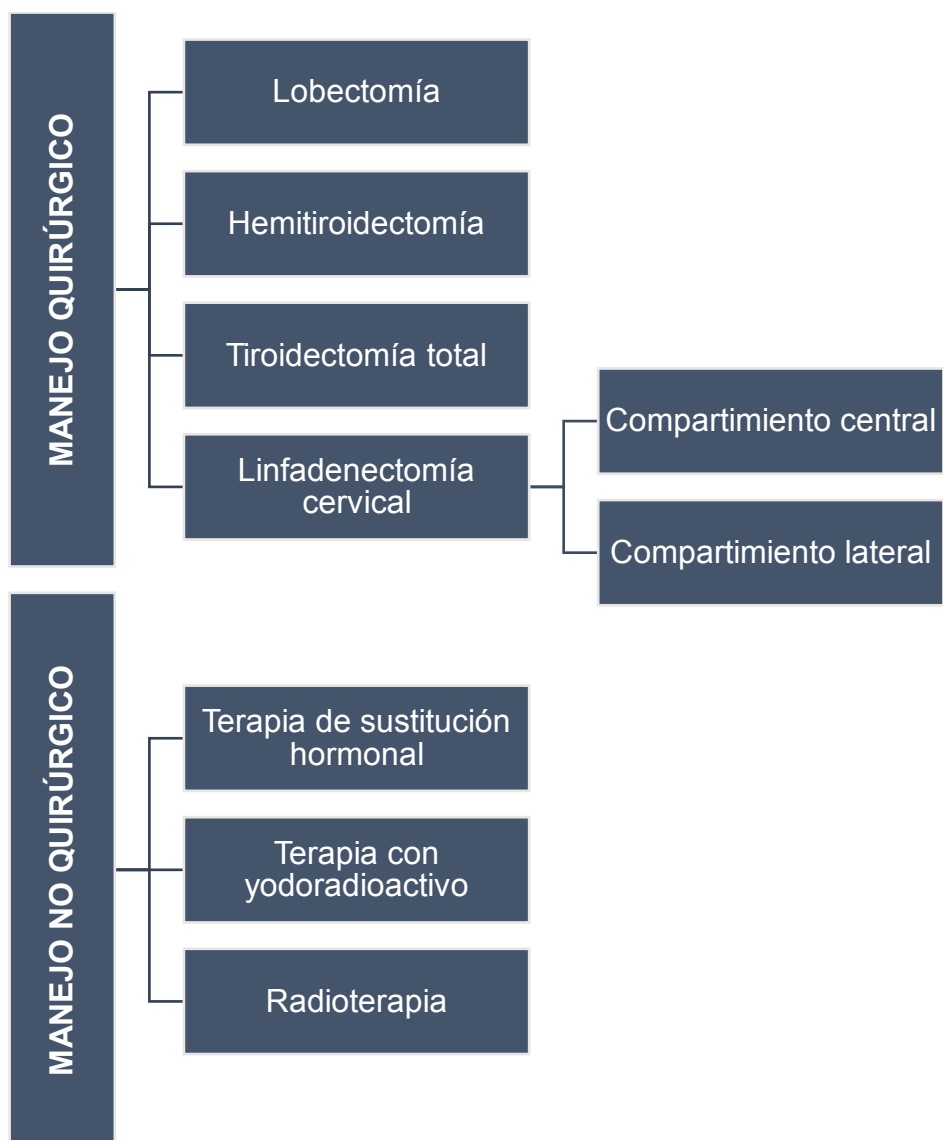 MANEJO QUIRÚRGICO
Lobectomía
Hemitiroidectomía
Tiroidectomía total
Linfadenectomía
cervical
Compartimiento central
Compartimiento lateral
MANEJO NO QUIRÚRGICO
Terapia de sustitución
hormonal
Terapia con
yodoradioactivo
Radioterapia